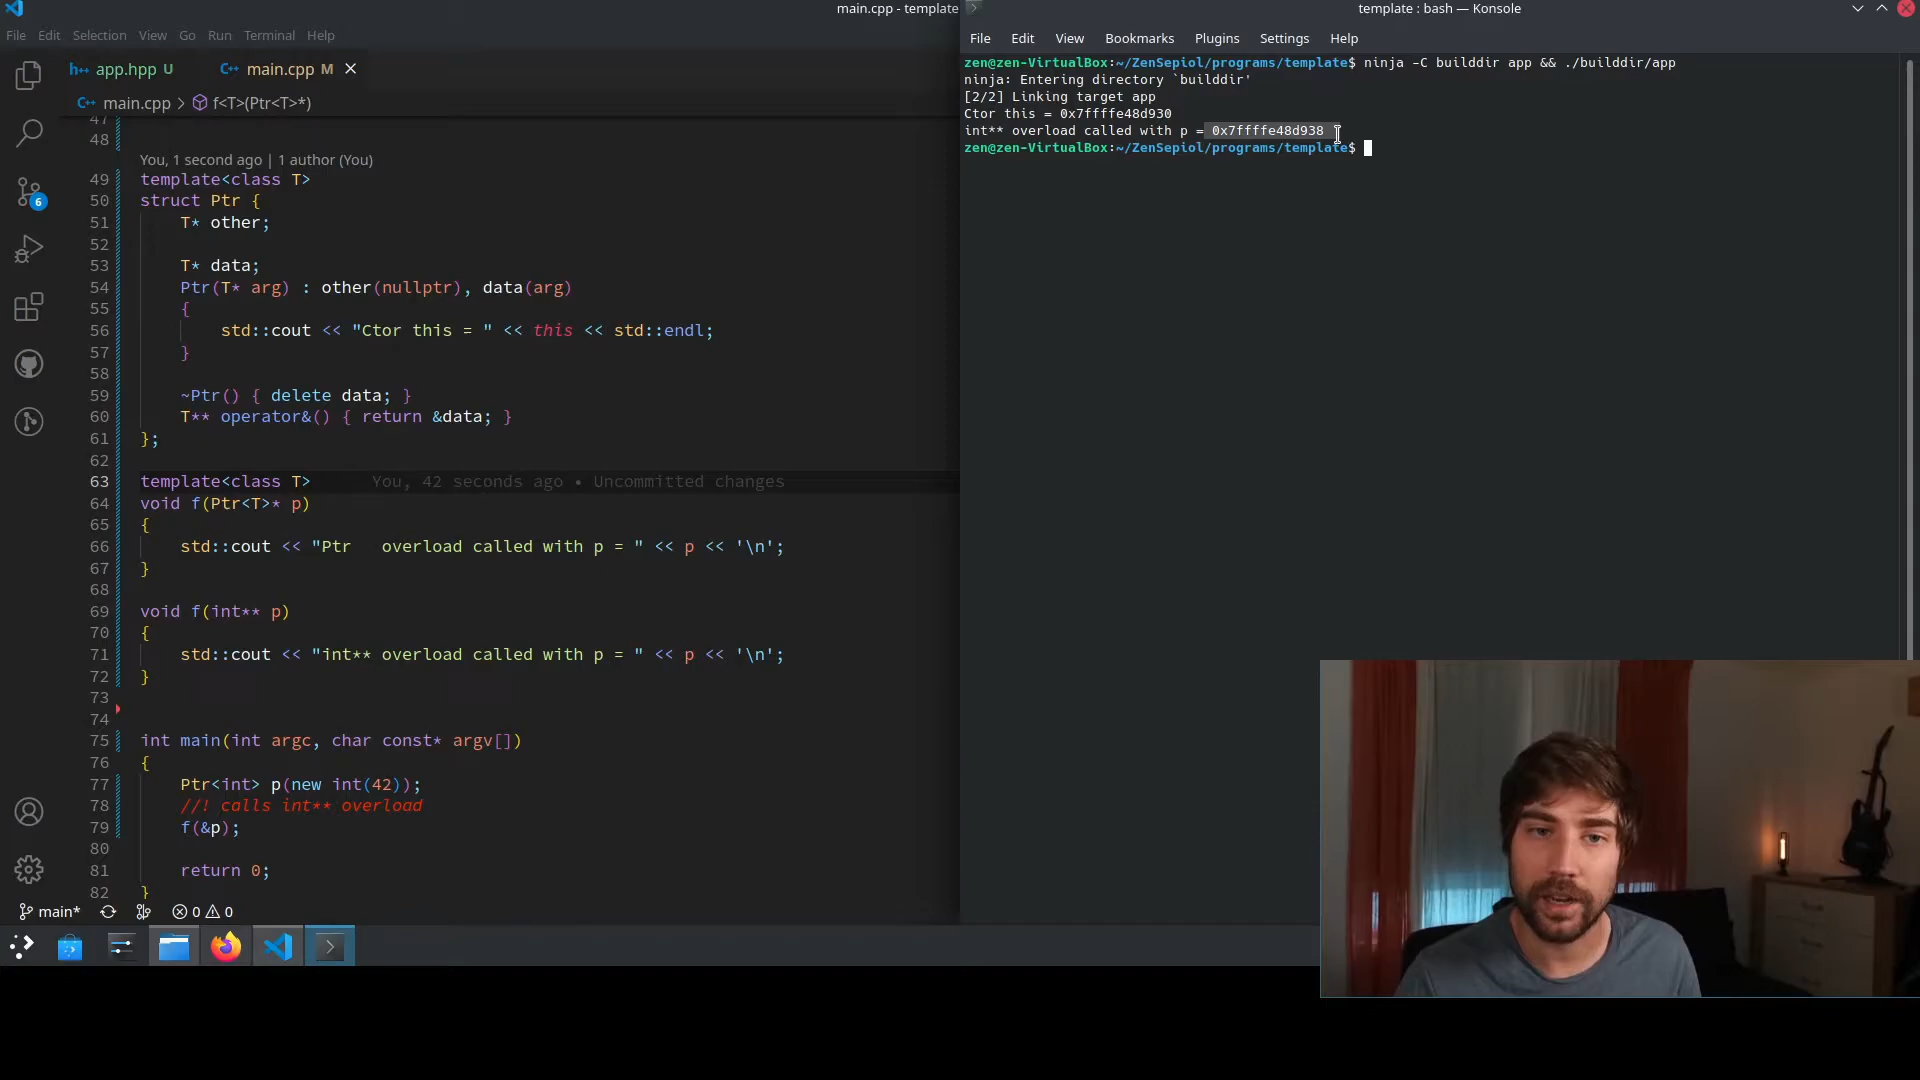 main.cpp - template
File Edit Selection View Go Run Terminal Help
h++ app.hpp U
C++ main.cpp M
C++ main.cpp > f<T>(Ptr<T>*)
47
48
You, 1 second ago | 1 author (You)
49 template<class T>
50 struct Ptr {
51 T* other;
52
53 T* data;
54 Ptr(T* arg) : other(nullptr), data(arg)
55 {
56 std::cout << "Ctor this = " << this << std::endl;
57 }
58
59 ~Ptr() { delete data; }
60 T** operator&() { return &data; }
61 };
62
63 template<class T> You, 42 seconds ago • Uncommitted changes
64 void f(Ptr<T>* p)
65 {
66 std::cout << "Ptr   overload called with p = " << p << '\n';
67 }
68
69 void f(int** p)
70 {
71 std::cout << "int** overload called with p = " << p << '\n';
72 }
73
74
75 int main(int argc, char const* argv[])
76 {
77 Ptr<int> p(new int(42));
78 //! calls int** overload
79 f(&p);
80
81 return 0;
82 }
6
main* 0 0
template : bash — Konsole
File Edit View Bookmarks Plugins Settings Help
zen@zen-VirtualBox:~/ZenSepiol/programs/template$ ninja -C builddir app && ./builddir/app
ninja: Entering directory `builddir'
[2/2] Linking target app
Ctor this = 0x7ffffe48d930
int** overload called with p = 0x7ffffe48d938
zen@zen-VirtualBox:~/ZenSepiol/programs/template$